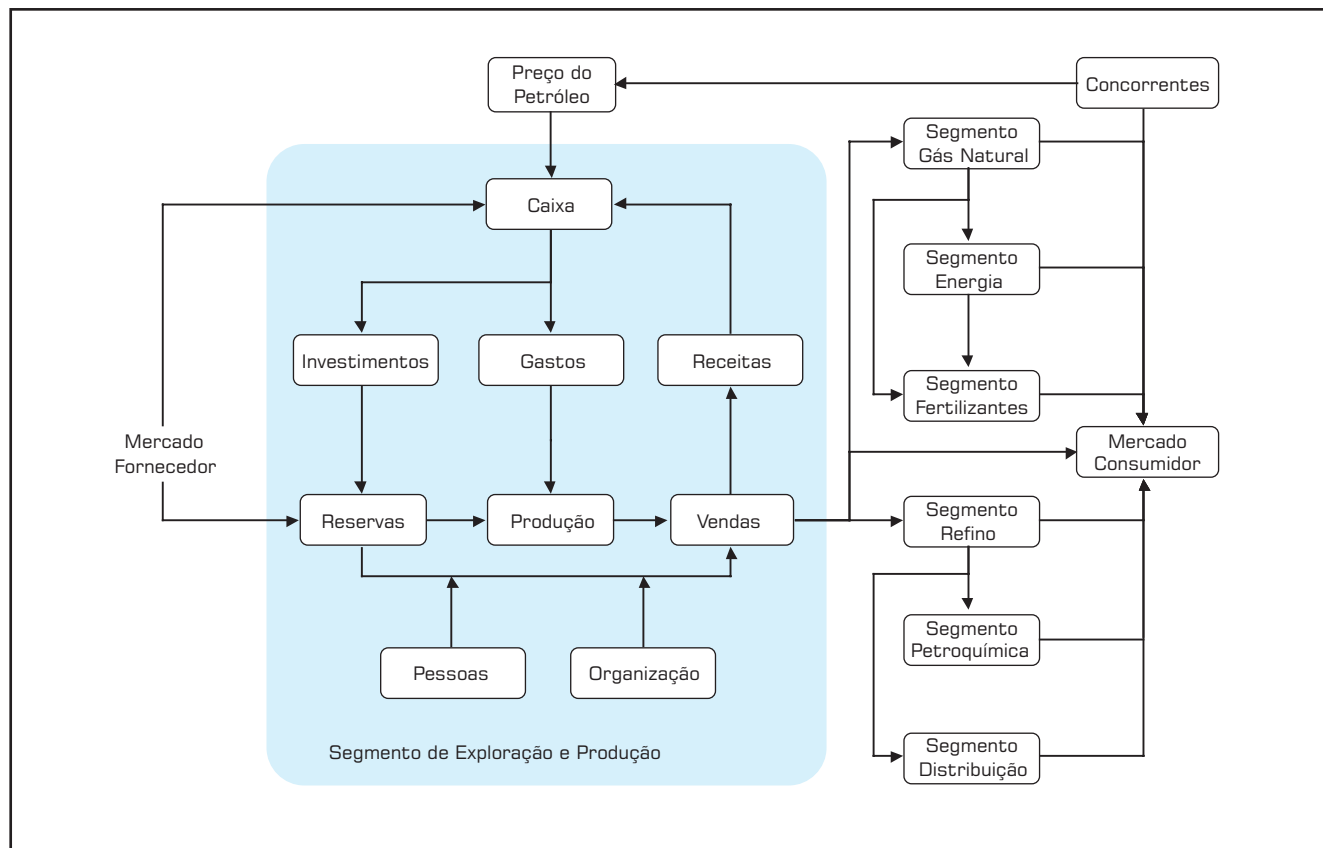 Preço do
Petróleo
Concorrentes
Segmento
Gás Natural
Caixa
Segmento
Energia
Investimentos
Gastos
Receitas
Segmento
Fertilizantes
Mercado
Fornecedor
Mercado
Consumidor
Reservas
Produção
Vendas
Segmento
Refino
Segmento
Petroquímica
Pessoas
Organização
Segmento de Exploração e Produção
Segmento
Distribuição